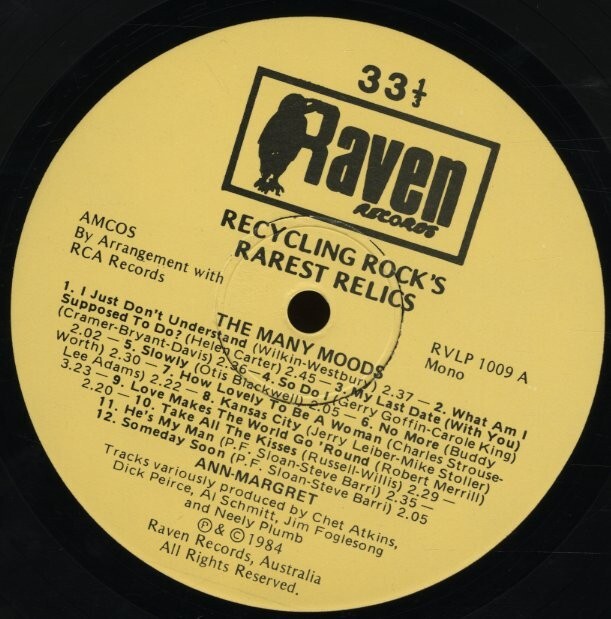 33⅓
Raven
RECORDS
RECYCLING ROCK'S
RAREST RELICS
AMCOS
By Arrangement with
RCA Records
THE MANY MOODS
RVLP 1009 A
Mono
1. I Just Don't Understand (Wilkin-Westbury) 2.37 — 2. What Am I
Supposed To Do? (Helen Carter) 2.45 — 3. My Last Date (With You)
(Cramer-Bryant-Davis) 2.36 — 4. So Do I (Gerry Goffin-Carole King)
2.02 — 5. Slowly (Otis Blackwell) 2.05 — 6. No More (Buddy
Worth) 2.30 — 7. How Lovely To Be A Woman (Charles Strouse-
Lee Adams) 2.22 — 8. Kansas City (Jerry Leiber-Mike Stoller)
3.23 — 9. Love Makes The World Go 'Round (Robert Merrill)
2.20 — 10. Take All The Kisses (Russell-Willis) 2.29 —
11. He's My Man (P.F. Sloan-Steve Barri) 2.35 —
12. Someday Soon (P.F. Sloan-Steve Barri) 2.05
ANN-MARGRET
Tracks variously produced by Chet Atkins,
Dick Peirce, Al Schmitt, Jim Foglesong
and Neely Plumb
℗ & © 1984
Raven Records, Australia
All Rights Reserved.